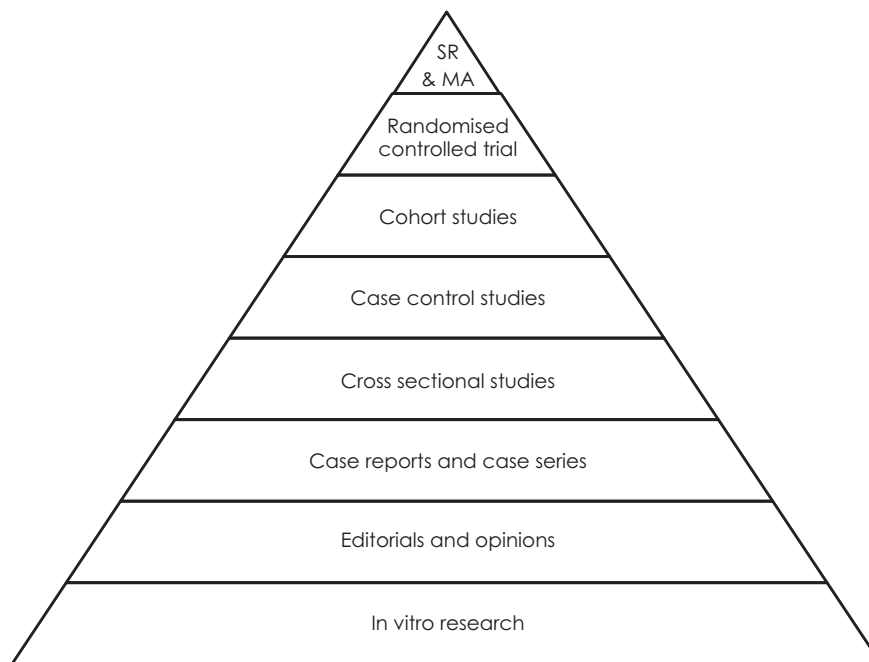 SR
& MA
Randomised
controlled trial
Cohort studies
Case control studies
Cross sectional studies
Case reports and case series
Editorials and opinions
In vitro research